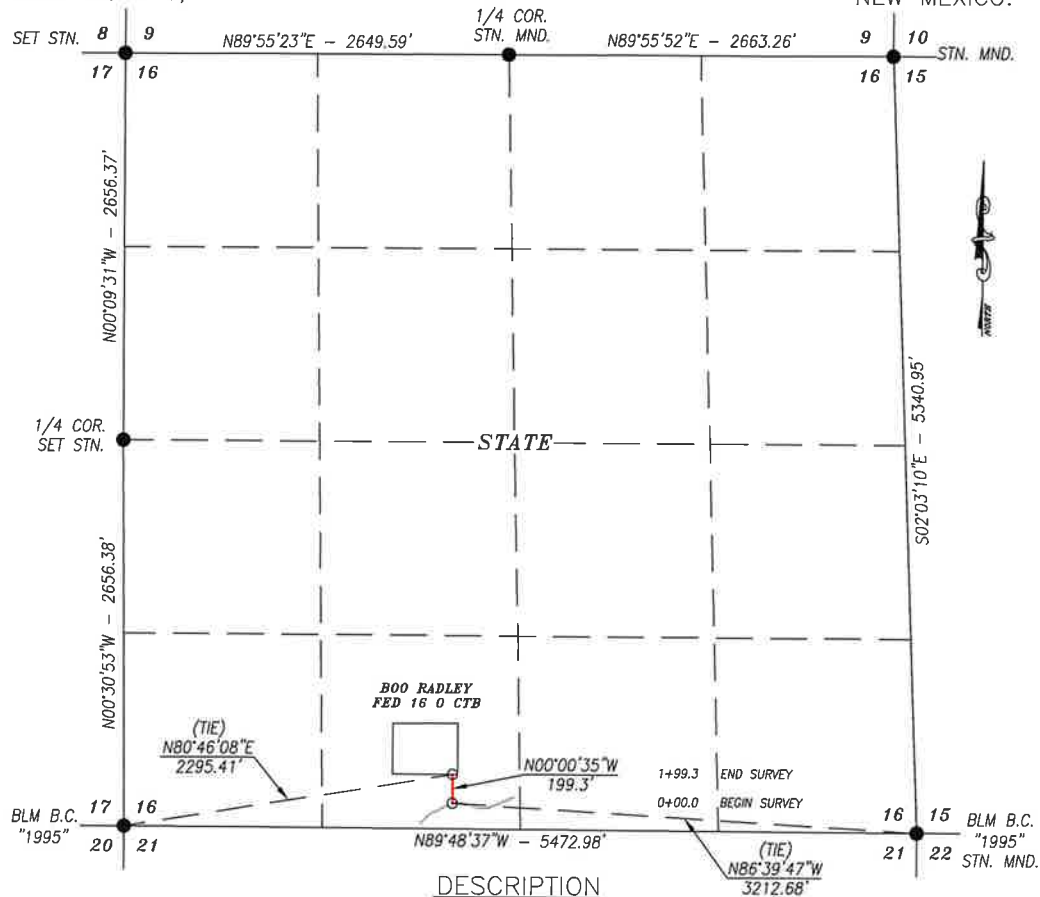 NEW MEXICO.
1/4 COR.
STN. MND.
SET STN.
8 9
N89°55'23"E – 2649.59'
N89°55'52"E – 2663.26'
9 10
STN. MND.
17 16
16 15
N00°09'31"W – 2656.37'
NORTH
1/4 COR.
SET STN.
STATE
S02°03'10"E – 5340.95'
N00°30'53"W – 2656.38'
BOO RADLEY
FED 16 O CTB
(TIE)
N80°46'08"E
2295.41'
N00°00'35"W
199.3'
1+99.3 END SURVEY
0+00.0 BEGIN SURVEY
17 16
BLM B.C.
"1995"
20 21
N89°48'37"W – 5472.98'
16 15
BLM B.C.
"1995"
21 22
STN. MND.
(TIE)
N86°39'47"W
3212.68'
DESCRIPTION